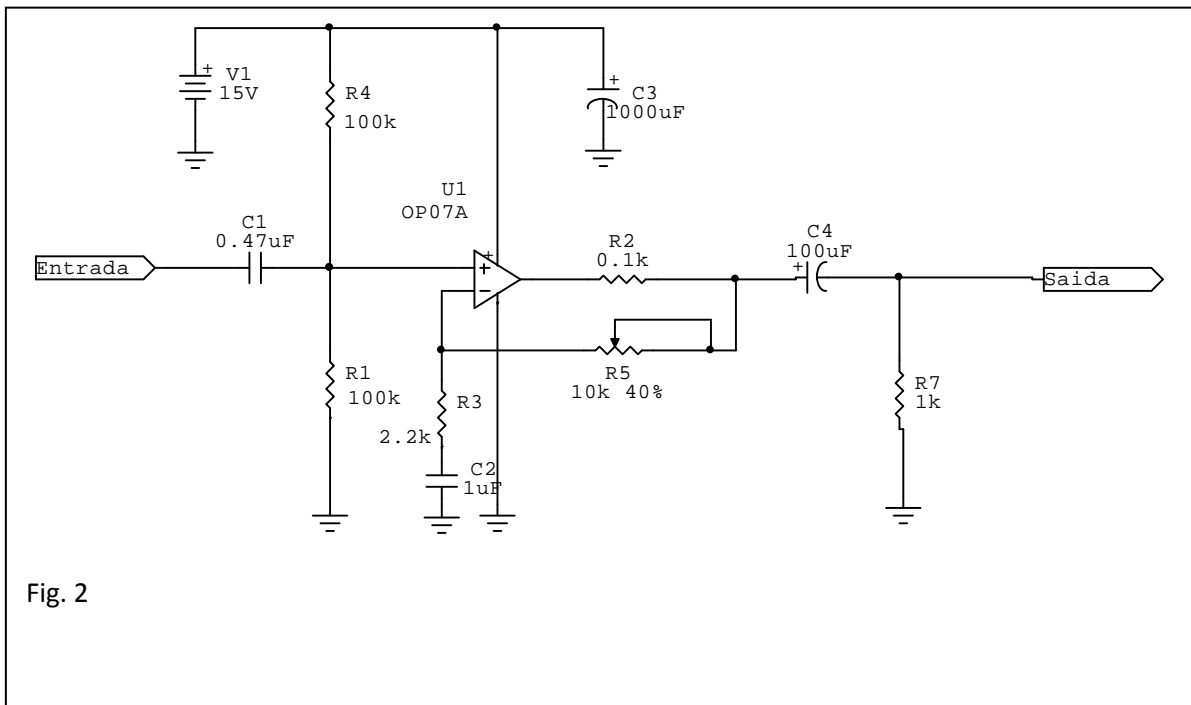 V1
15V
R4
100k
C3
1000uF
U1
OP07A
C1
0.47uF
Entrada
R2
0.1k
C4
100uF
Saida
R1
100k
R3
2.2k
R5
10k 40%
R7
1k
C2
1uF
Fig. 2